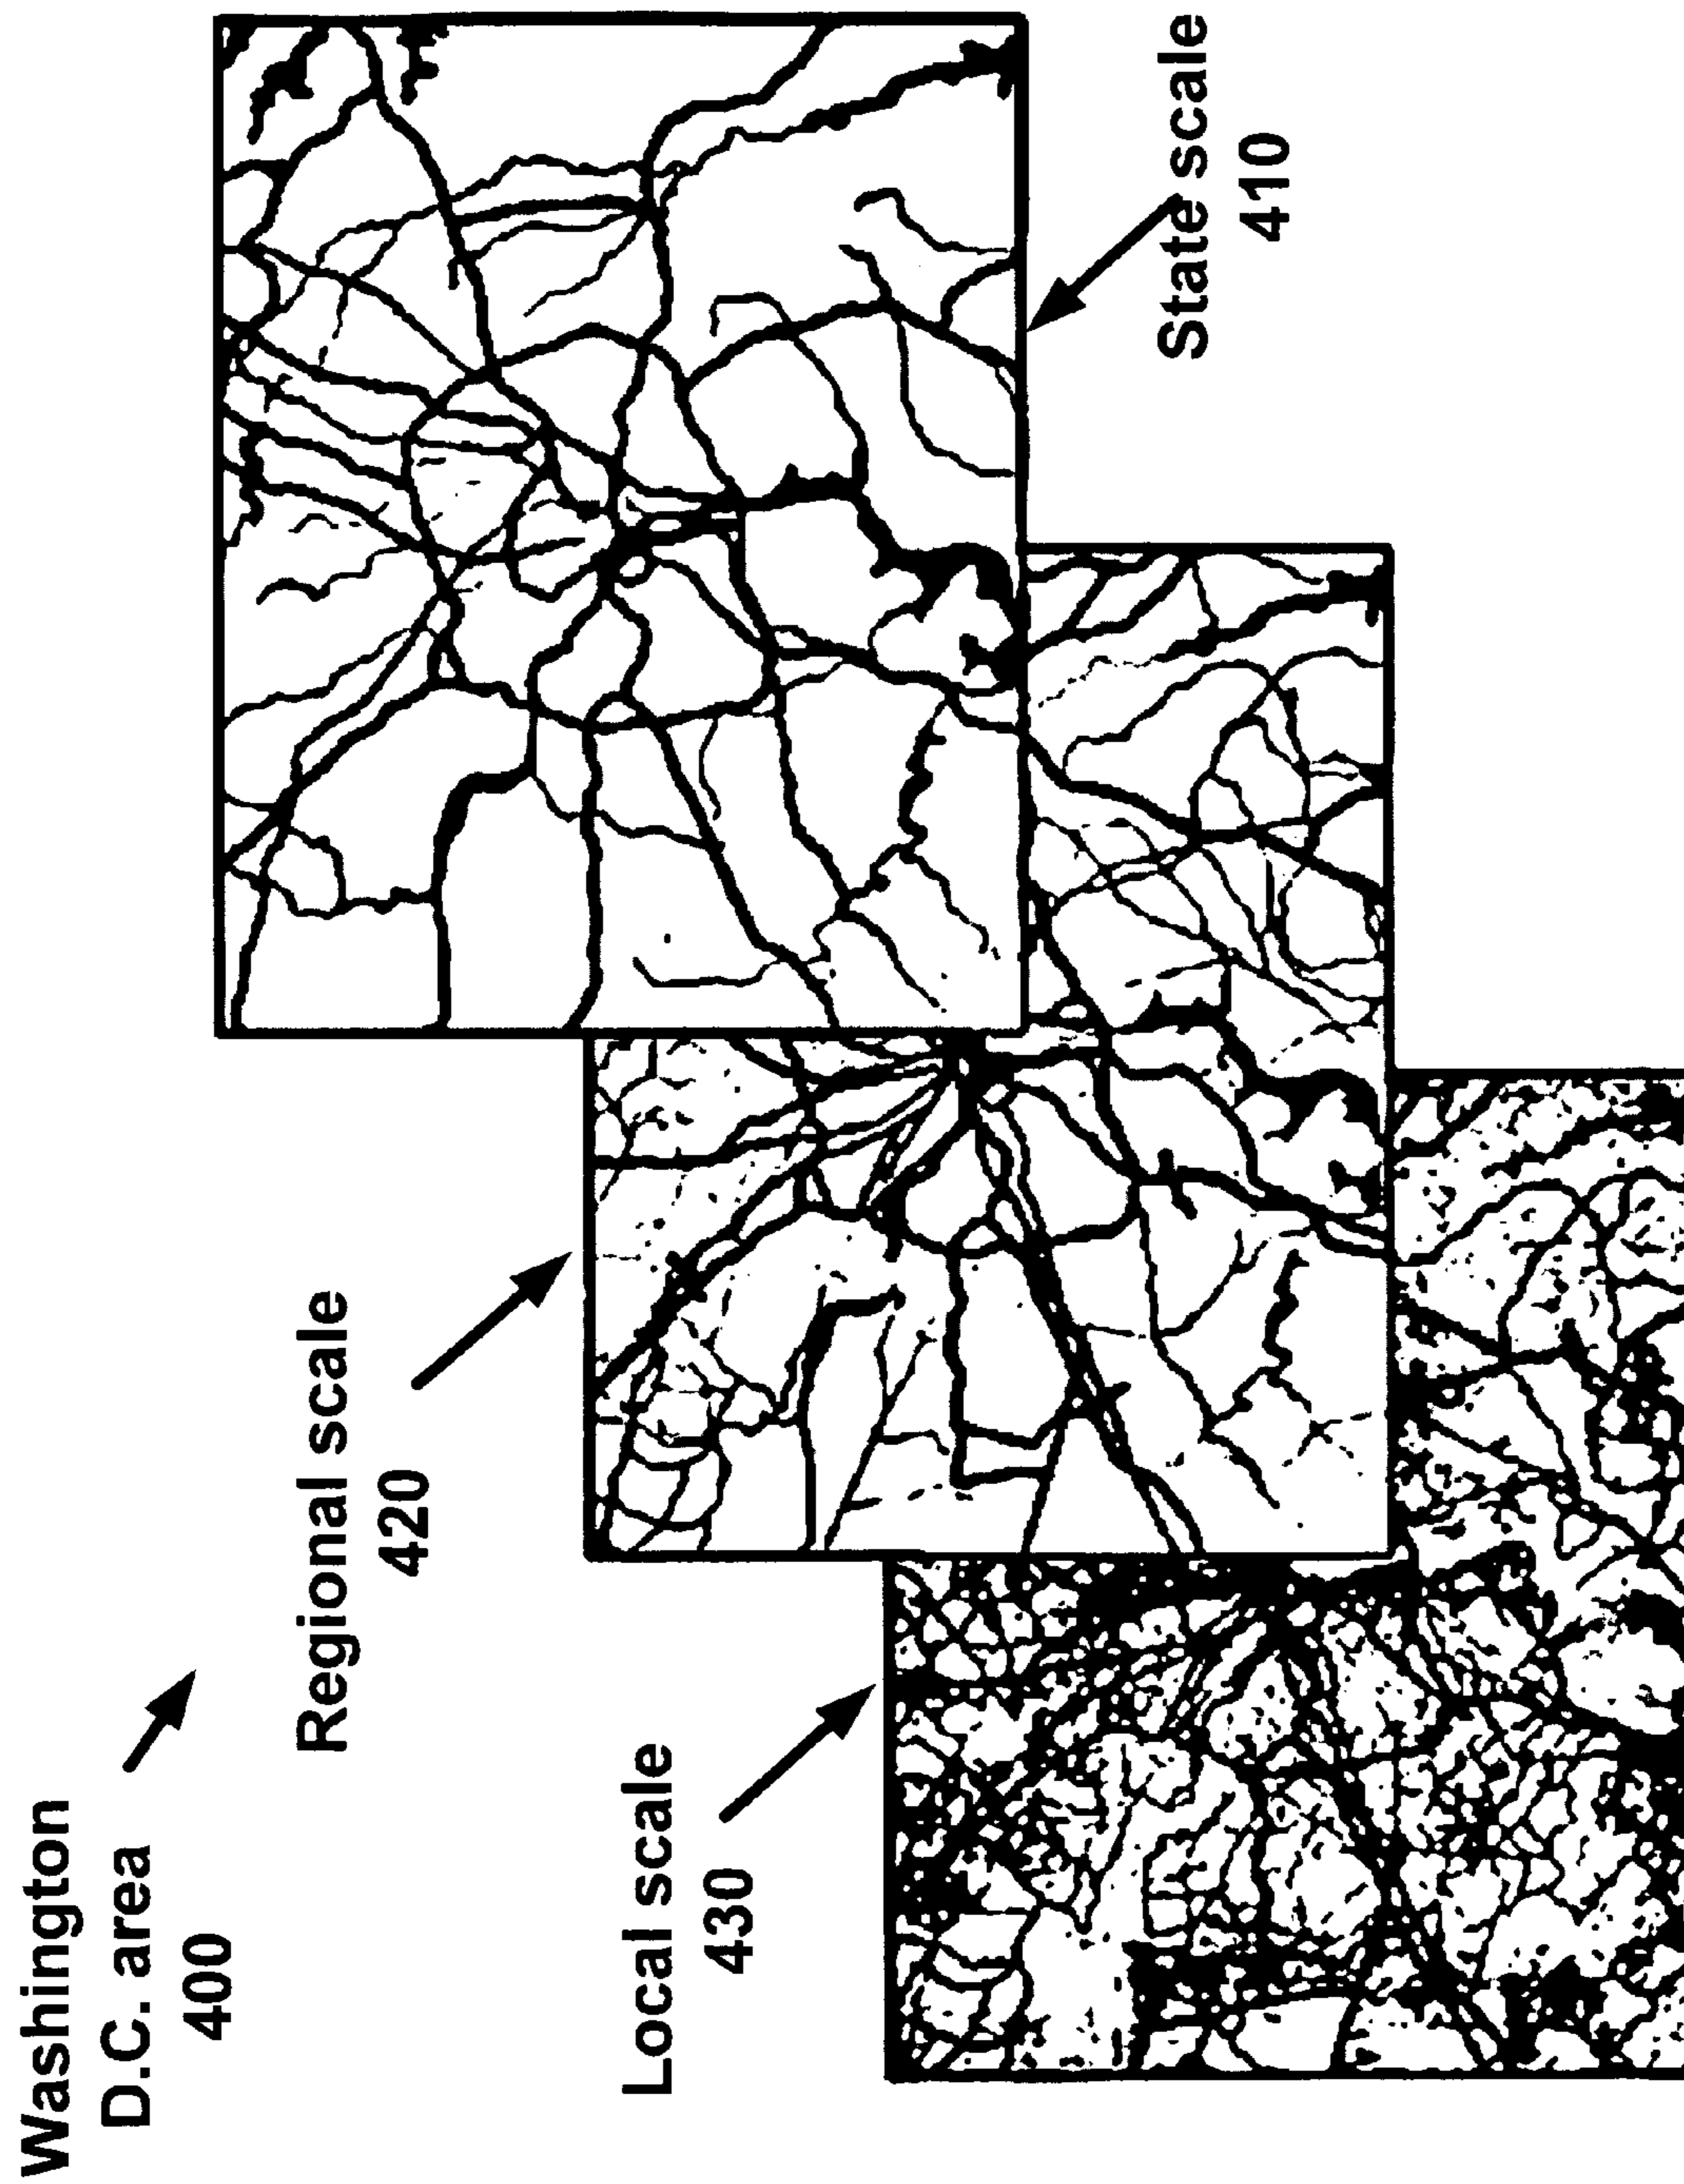 Washington
D.C. area
400
Regional scale
420
Local scale
430
State scale
410